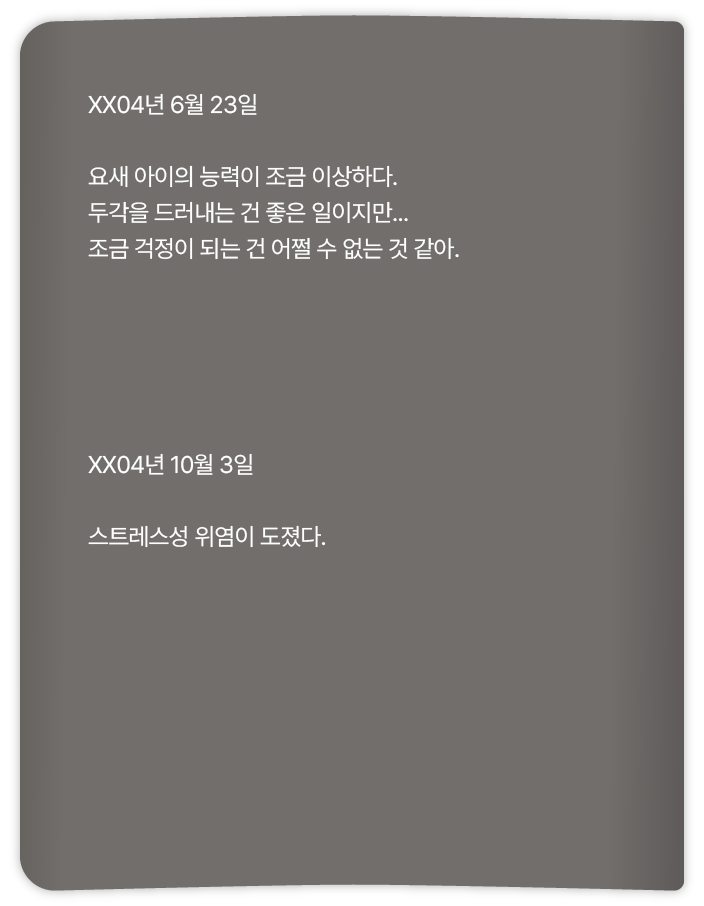 XX04년 6월 23일
요새 아이의 능력이 조금 이상하다.
두각을 드러내는 건 좋은 일이지만...
조금 걱정이 되는 건 어쩔 수 없는 것 같아.
XX04년 10월 3일
스트레스성 위염이 도졌다.